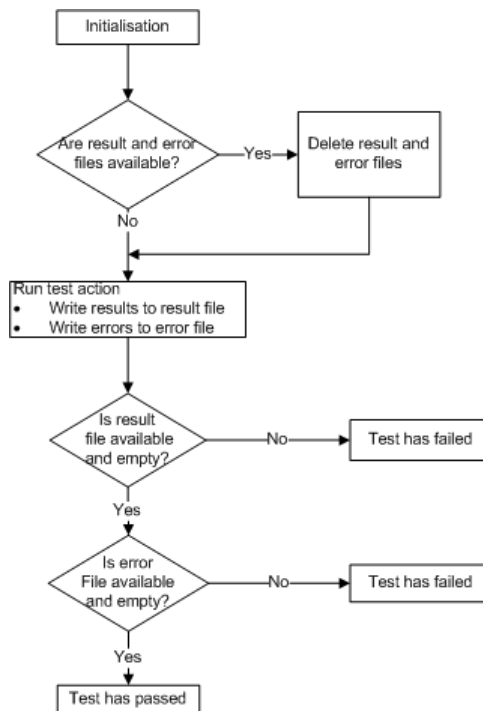 Initialisation
Are result and error
files available?
Yes
Delete result and
error files
No
Run test action
• Write results to result file
• Write errors to error file
Is result
file available
and empty?
No
Test has failed
Yes
Is error
File available
and empty?
No
Test has failed
Yes
Test has passed